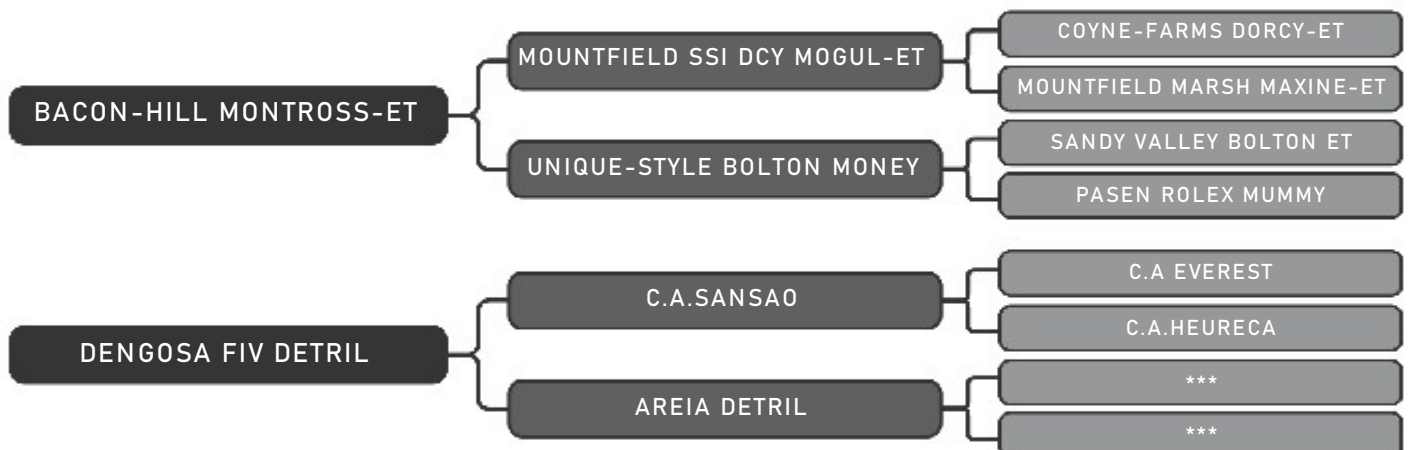 COYNE-FARMS DORCY-ET
MOUNTFIELD SSI DCY MOGUL-ET
MOUNTFIELD MARSH MAXINE-ET
BACON-HILL MONTROSS-ET
SANDY VALLEY BOLTON ET
UNIQUE-STYLE BOLTON MONEY
PASEN ROLEX MUMMY
C.A EVEREST
C.A.SANSAO
C.A.HEURECA
DENGOSA FIV DETRIL
***
AREIA DETRIL
***